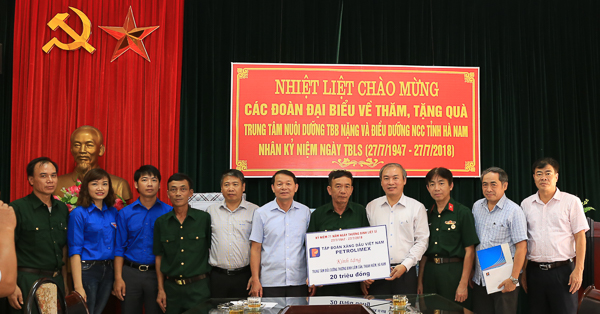 NHIỆT LIỆT CHÀO MỪNG
CÁC ĐOÀN ĐẠI BIỂU VỀ THĂM, TẶNG QUÀ
TRUNG TÂM NUÔI DƯỠNG TBB NẶNG VÀ ĐIỀU DƯỠNG NCC TỈNH HÀ NAM
NHÂN KỶ NIỆM NGÀY TBLS (27/7/1947 - 27/7/2018)
TẬP ĐOÀN XĂNG DẦU VIỆT NAM
PETROLIMEX
Kính tặng
20 triệu đồng